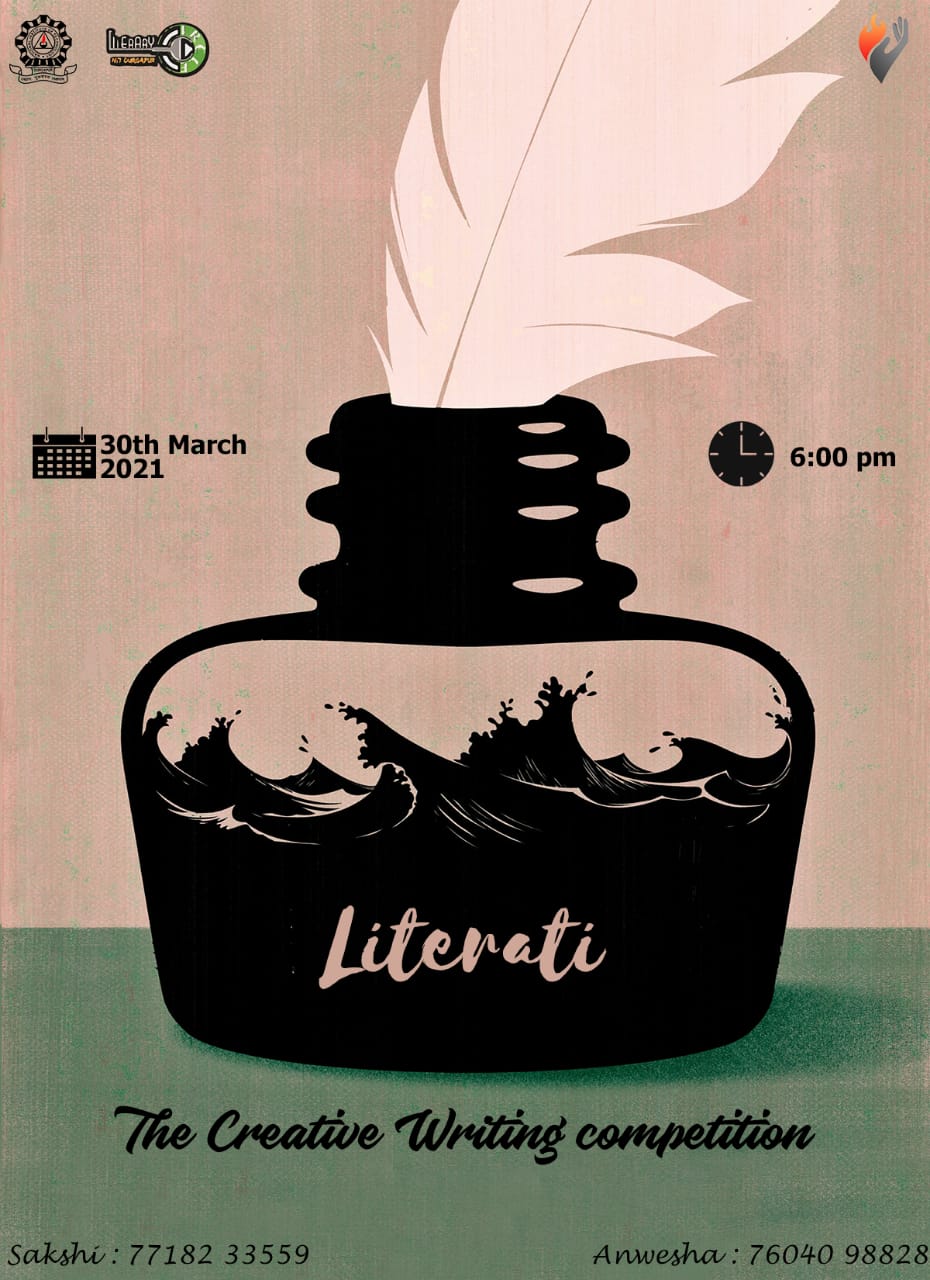 LITERARY
CIRCLE
NIT DURGAPUR
30th March
2021
6:00 pm
Literati
The Creative Writing competition
Sakshi : 77182 33559
Anwesha : 76040 98828